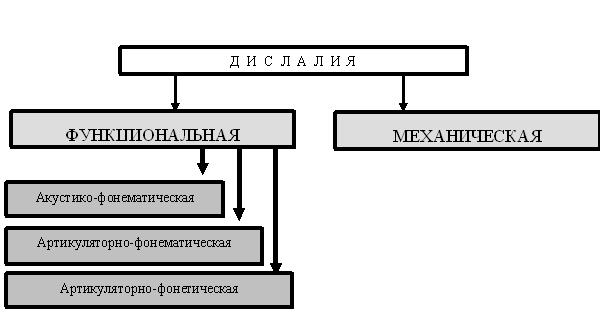 Д И С Л А Л И Я
ФУНКЦИОНАЛЬНАЯ
МЕХАНИЧЕСКАЯ
Акустико-фонематическая
Артикуляторно-фонематическая
Артикуляторно-фонетическая